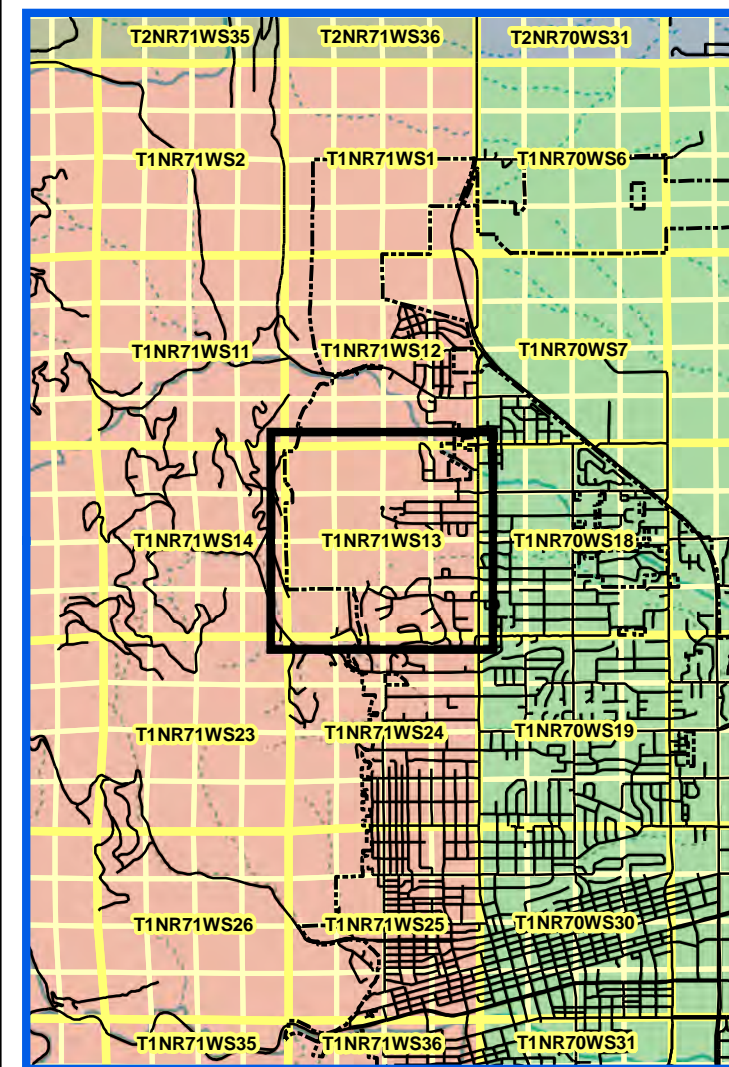 T2NR71WS35 T2NR71WS36 T2NR70WS31
T1NR71WS2 T1NR71WS1 T1NR70WS6
T1NR71WS11 T1NR71WS12 T1NR70WS7
T1NR71WS14 T1NR71WS13 T1NR70WS18
T1NR71WS23 T1NR71WS24 T1NR70WS19
T1NR71WS26 T1NR71WS25 T1NR70WS30
T1NR71WS35 T1NR71WS36 T1NR70WS31